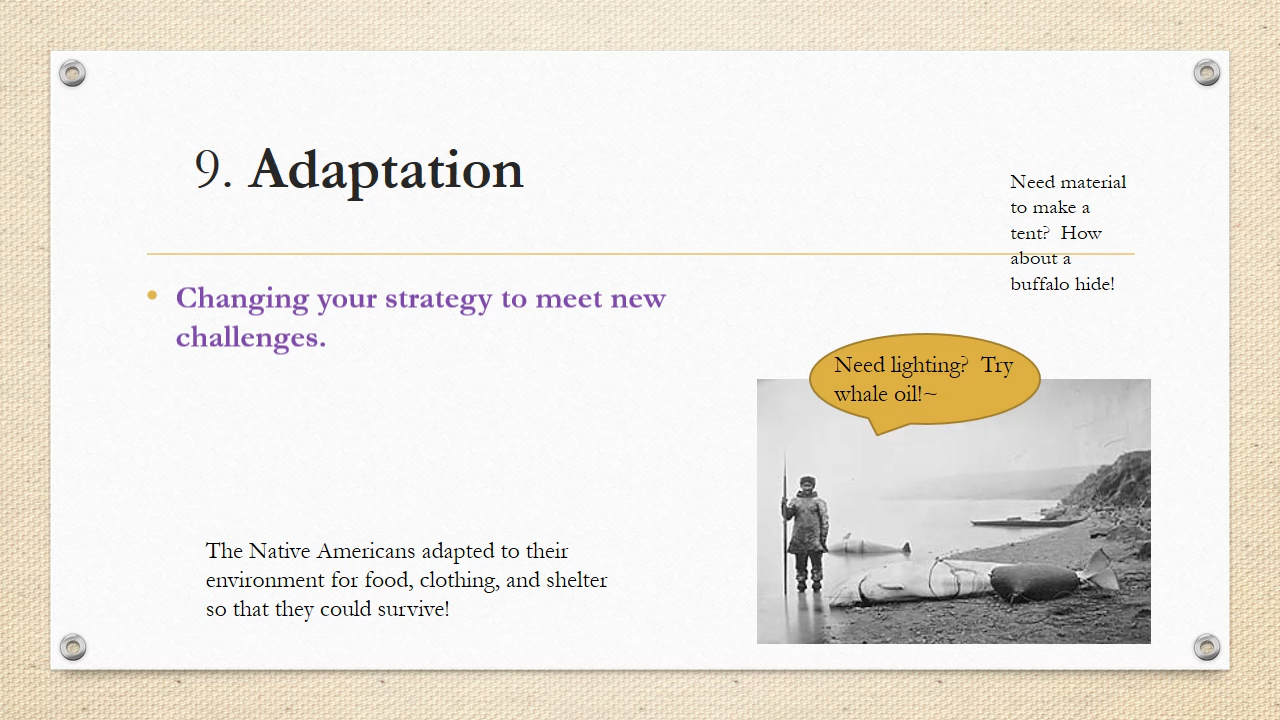 9. Adaptation
Need material
to make a
tent?  How
about a
buffalo hide!
Changing your strategy to meet new
challenges.
Need lighting?  Try
whale oil!~
The Native Americans adapted to their
environment for food, clothing, and shelter
so that they could survive!